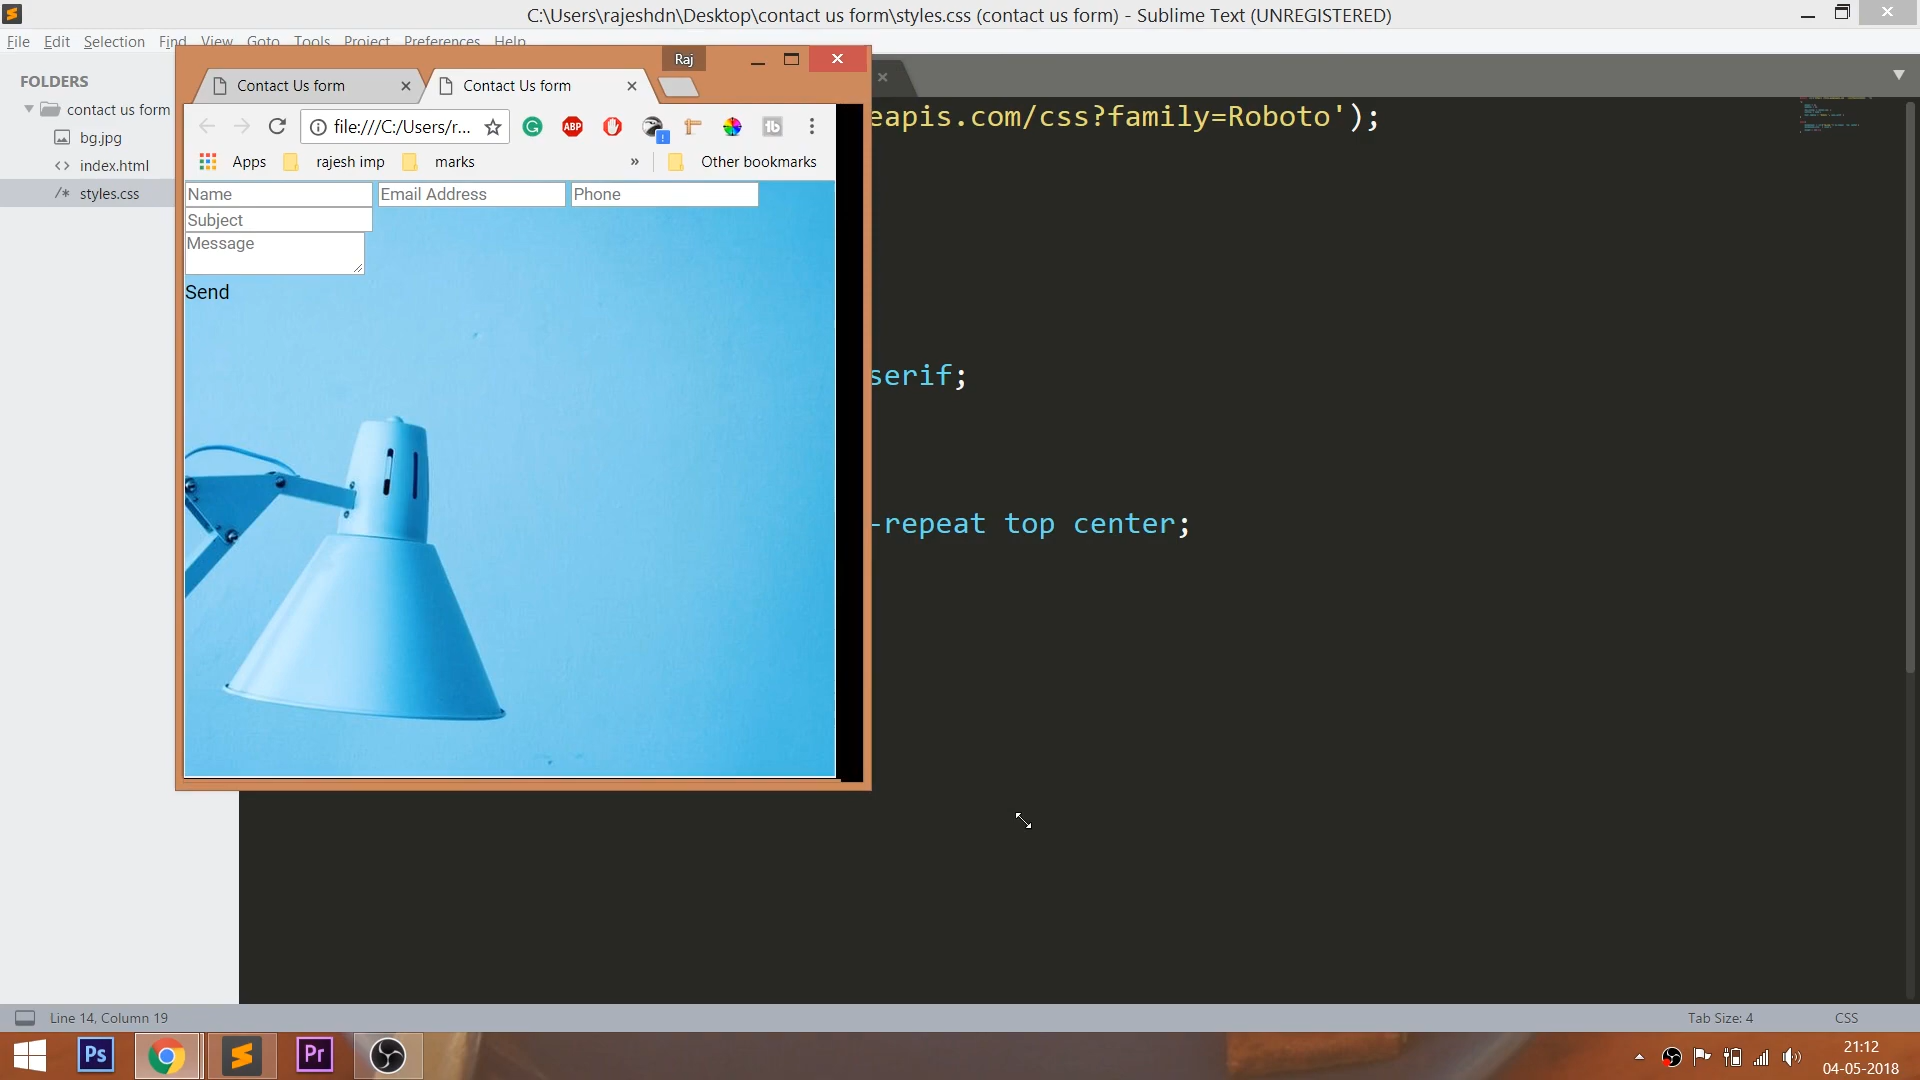 C:\Users\rajeshdn\Desktop\contact us form\styles.css (contact us form) - Sublime Text (UNREGISTERED)
File Edit Selection Find View Goto Tools Project Preferences Help
Raj
FOLDERS
contact us form
bg.jpg
index.html
/* styles.css
Contact Us form
Contact Us form
file:///C:/Users/r...
ABP
Apps rajesh imp marks » Other bookmarks
Name Email Address Phone
Subject
Message
Send
eapis.com/css?family=Roboto');
serif;
-repeat top center;
Line 14, Column 19
Tab Size: 4 CSS
Ps
Pr
21:12
04-05-2018